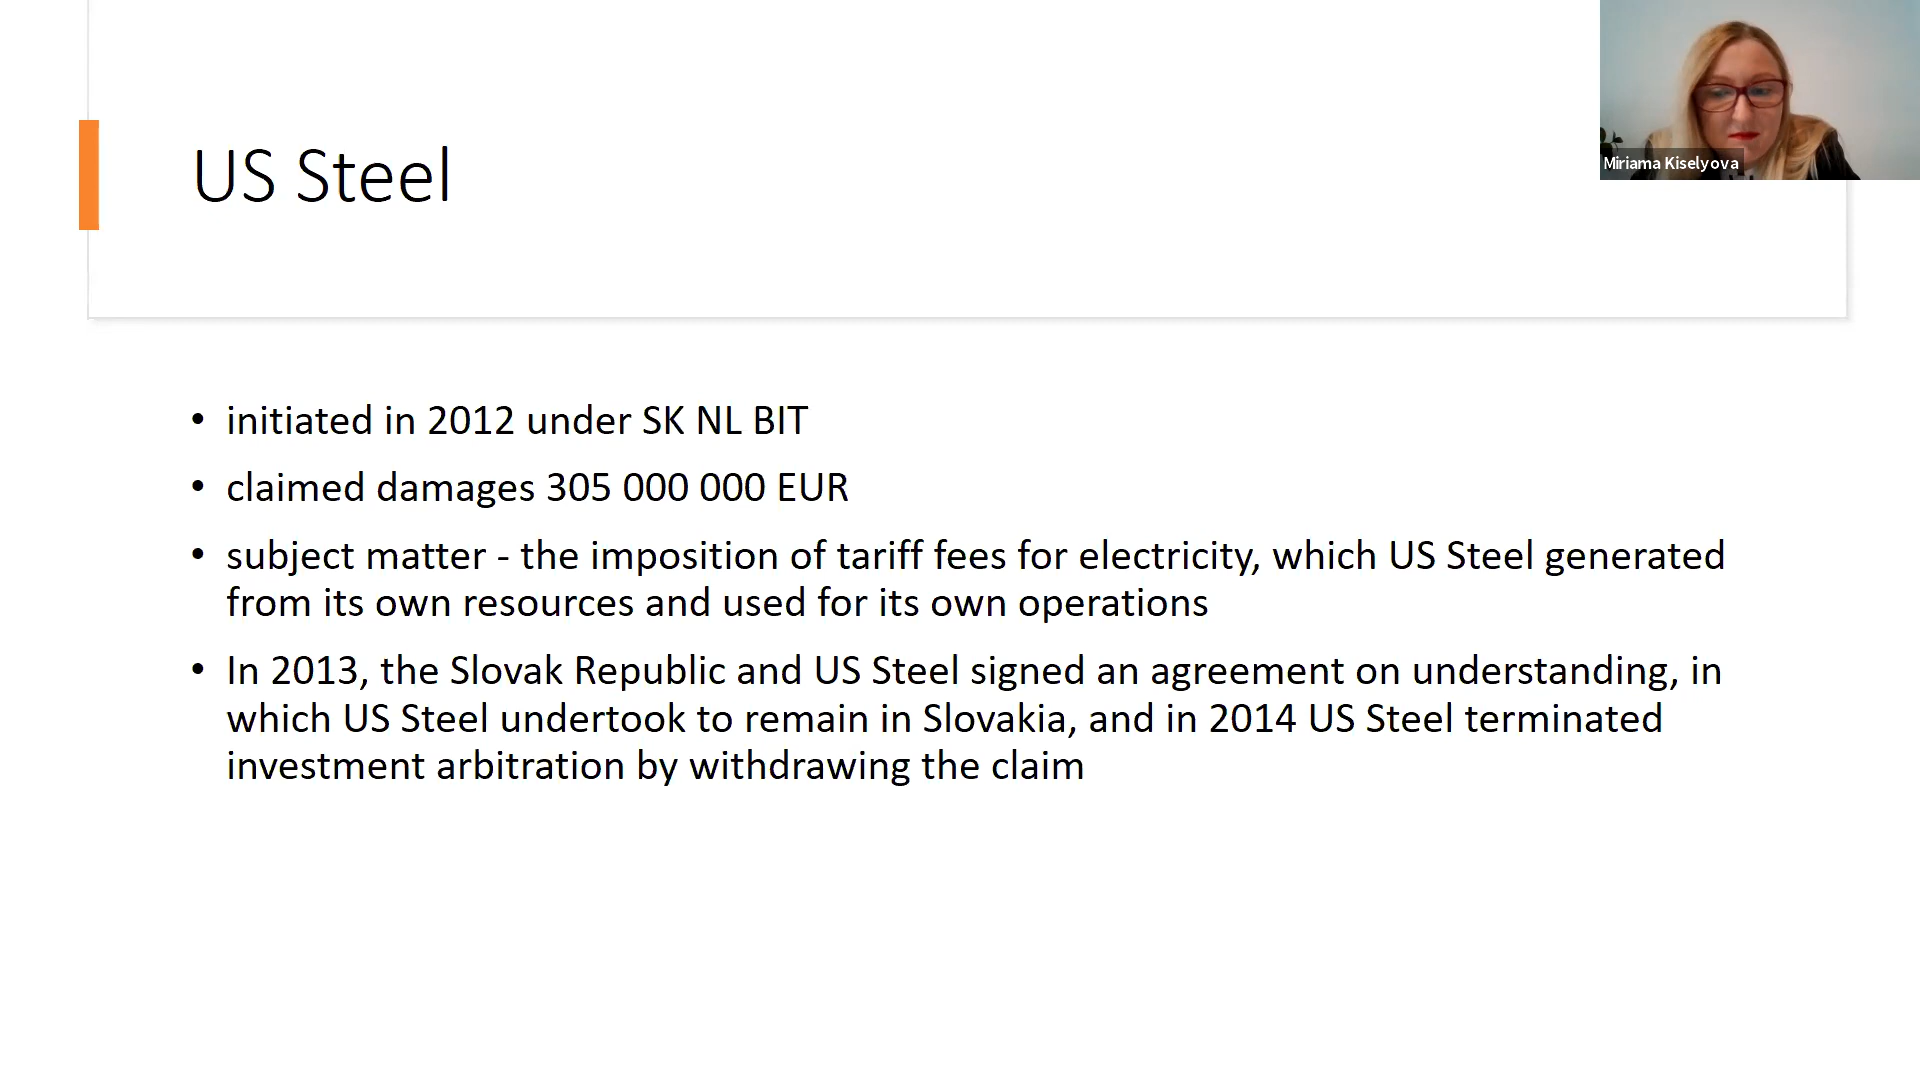 US Steel
Miriama Kiselyova
• initiated in 2012 under SK NL BIT
• claimed damages 305 000 000 EUR
• subject matter - the imposition of tariff fees for electricity, which US Steel generated
from its own resources and used for its own operations
• In 2013, the Slovak Republic and US Steel signed an agreement on understanding, in
which US Steel undertook to remain in Slovakia, and in 2014 US Steel terminated
investment arbitration by withdrawing the claim